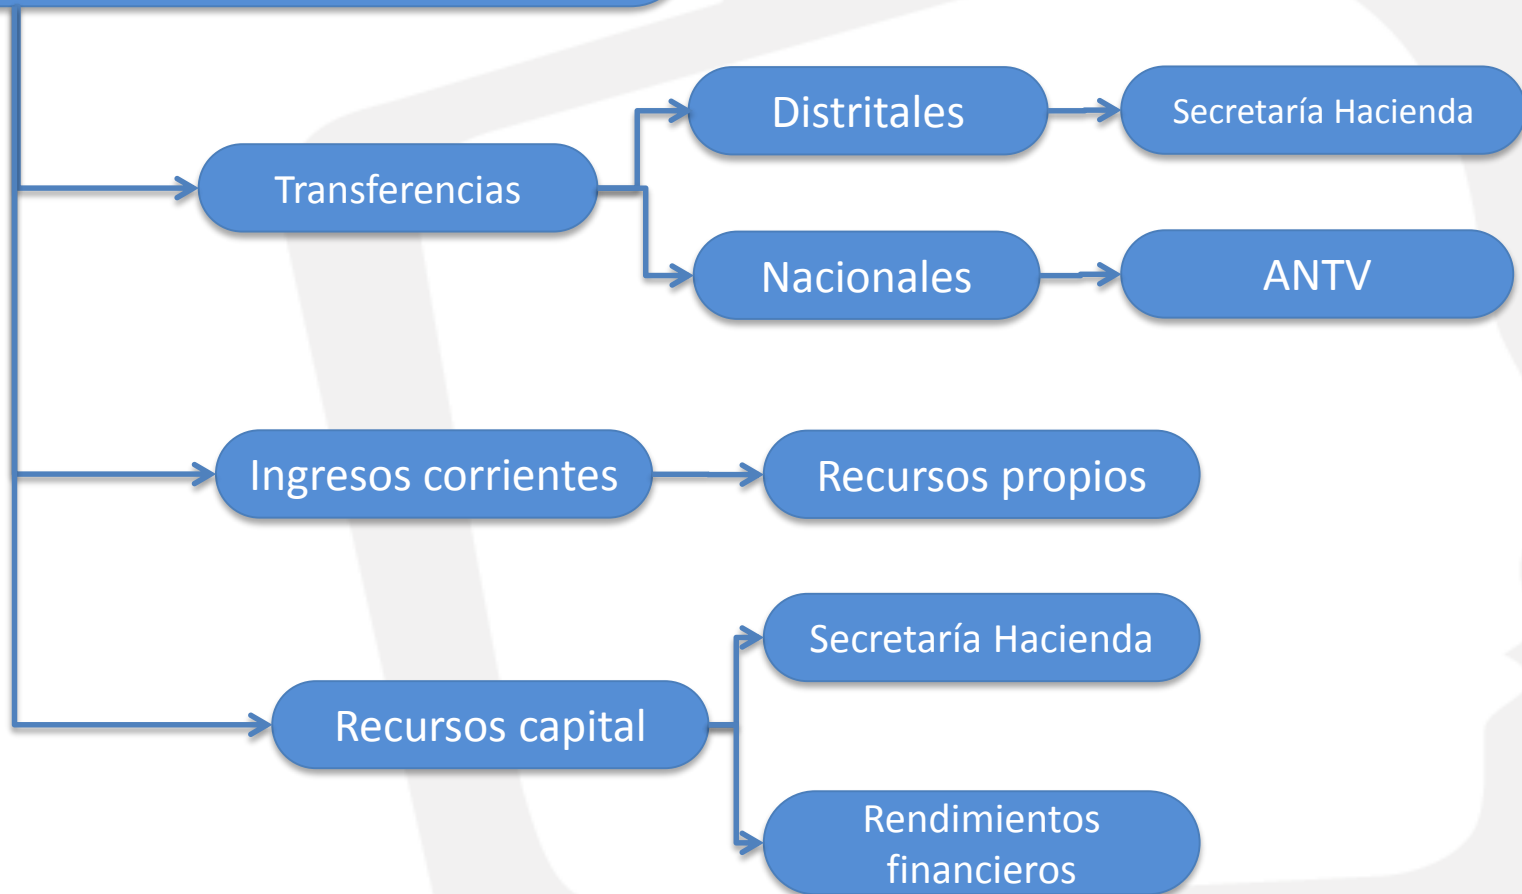 Distritales
Secretaría Hacienda
Transferencias
Nacionales
ANTV
Ingresos corrientes
Recursos propios
Secretaría Hacienda
Recursos capital
Rendimientos
financieros